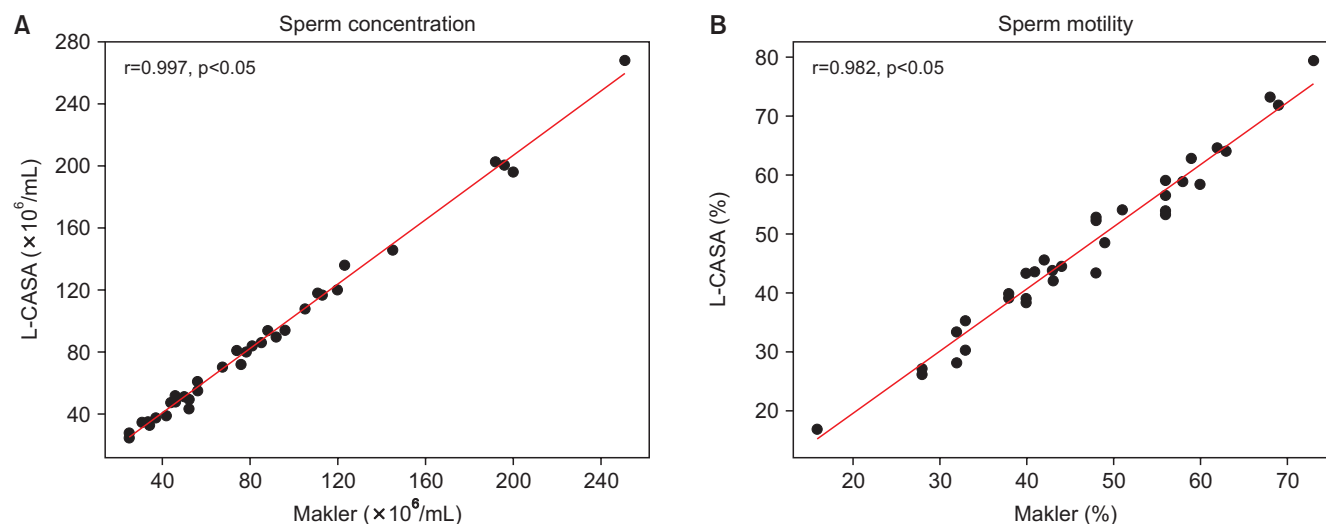 A
Sperm concentration
r=0.997, p<0.05
L-CASA (×10⁶/mL)
280
240
200
160
120
80
40
40
80
120
160
200
240
Makler (×10⁶/mL)
B
Sperm motility
r=0.982, p<0.05
L-CASA (%)
80
70
60
50
40
30
20
20
30
40
50
60
70
Makler (%)